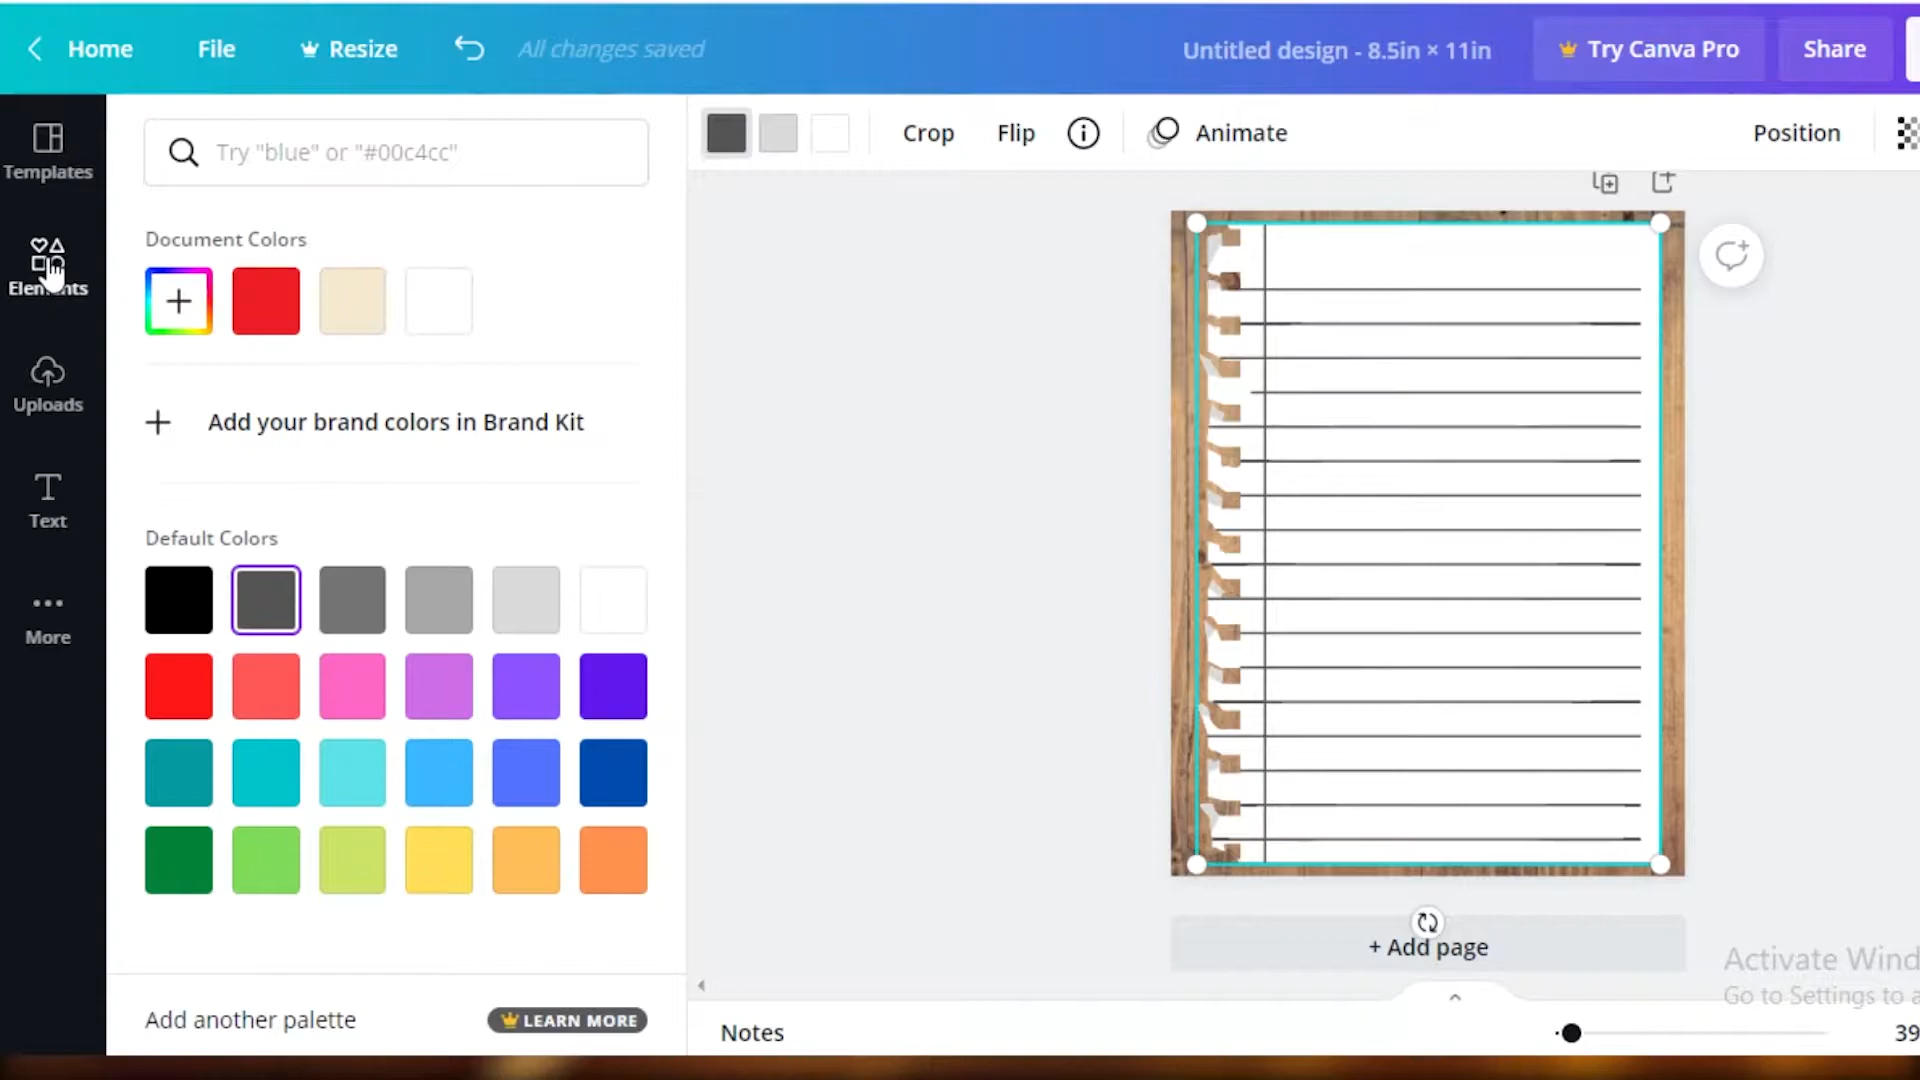 Home File Resize All changes saved Untitled design - 8.5in × 11in Try Canva Pro Share
Templates
Elements
Uploads
Text
More
Try "blue" or "#00c4cc"
Document Colors
Add your brand colors in Brand Kit
Default Colors
Add another palette LEARN MORE
Crop Flip Animate Position
+ Add page
Activate Wind
Go to Settings to a
Notes 39